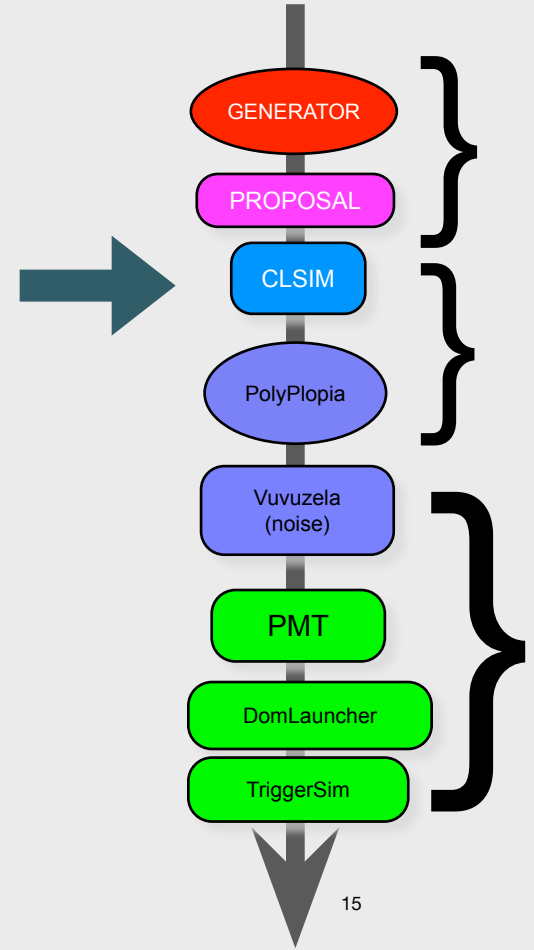 GENERATOR
PROPOSAL
CLSIM
PolyPlopia
Vuvuzela
(noise)
PMT
DomLauncher
TriggerSim
15